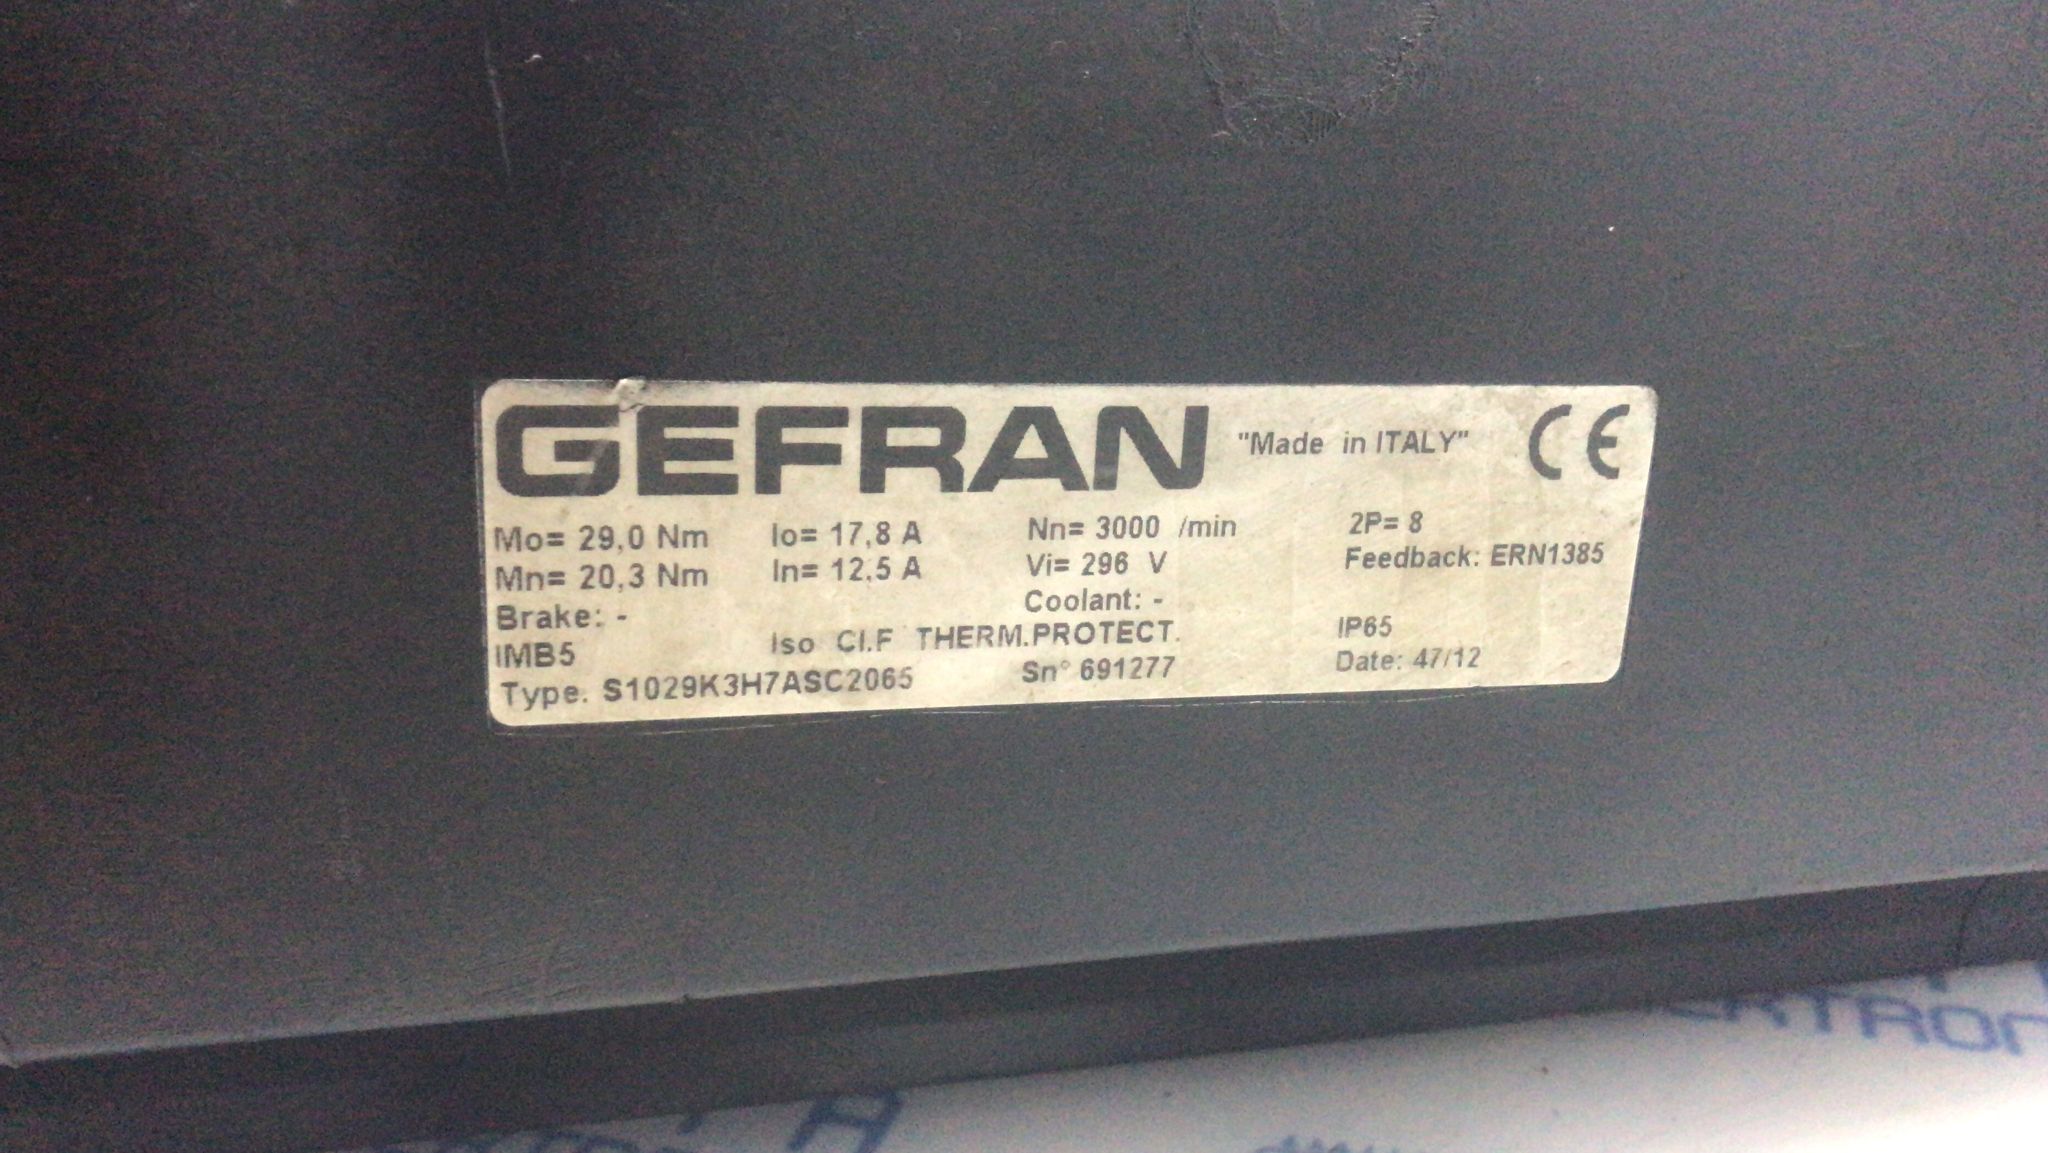 GEFRAN "Made in ITALY" CE
Mo= 29,0 Nm Io= 17,8 A Nn= 3000 /min 2P= 8
Mn= 20,3 Nm In= 12,5 A Vi= 296 V Feedback: ERN1385
Brake: - Coolant: -
IMB5 Iso Cl.F THERM.PROTECT. IP65
Type. S1029K3H7ASC2065 Sn° 691277 Date: 47/12